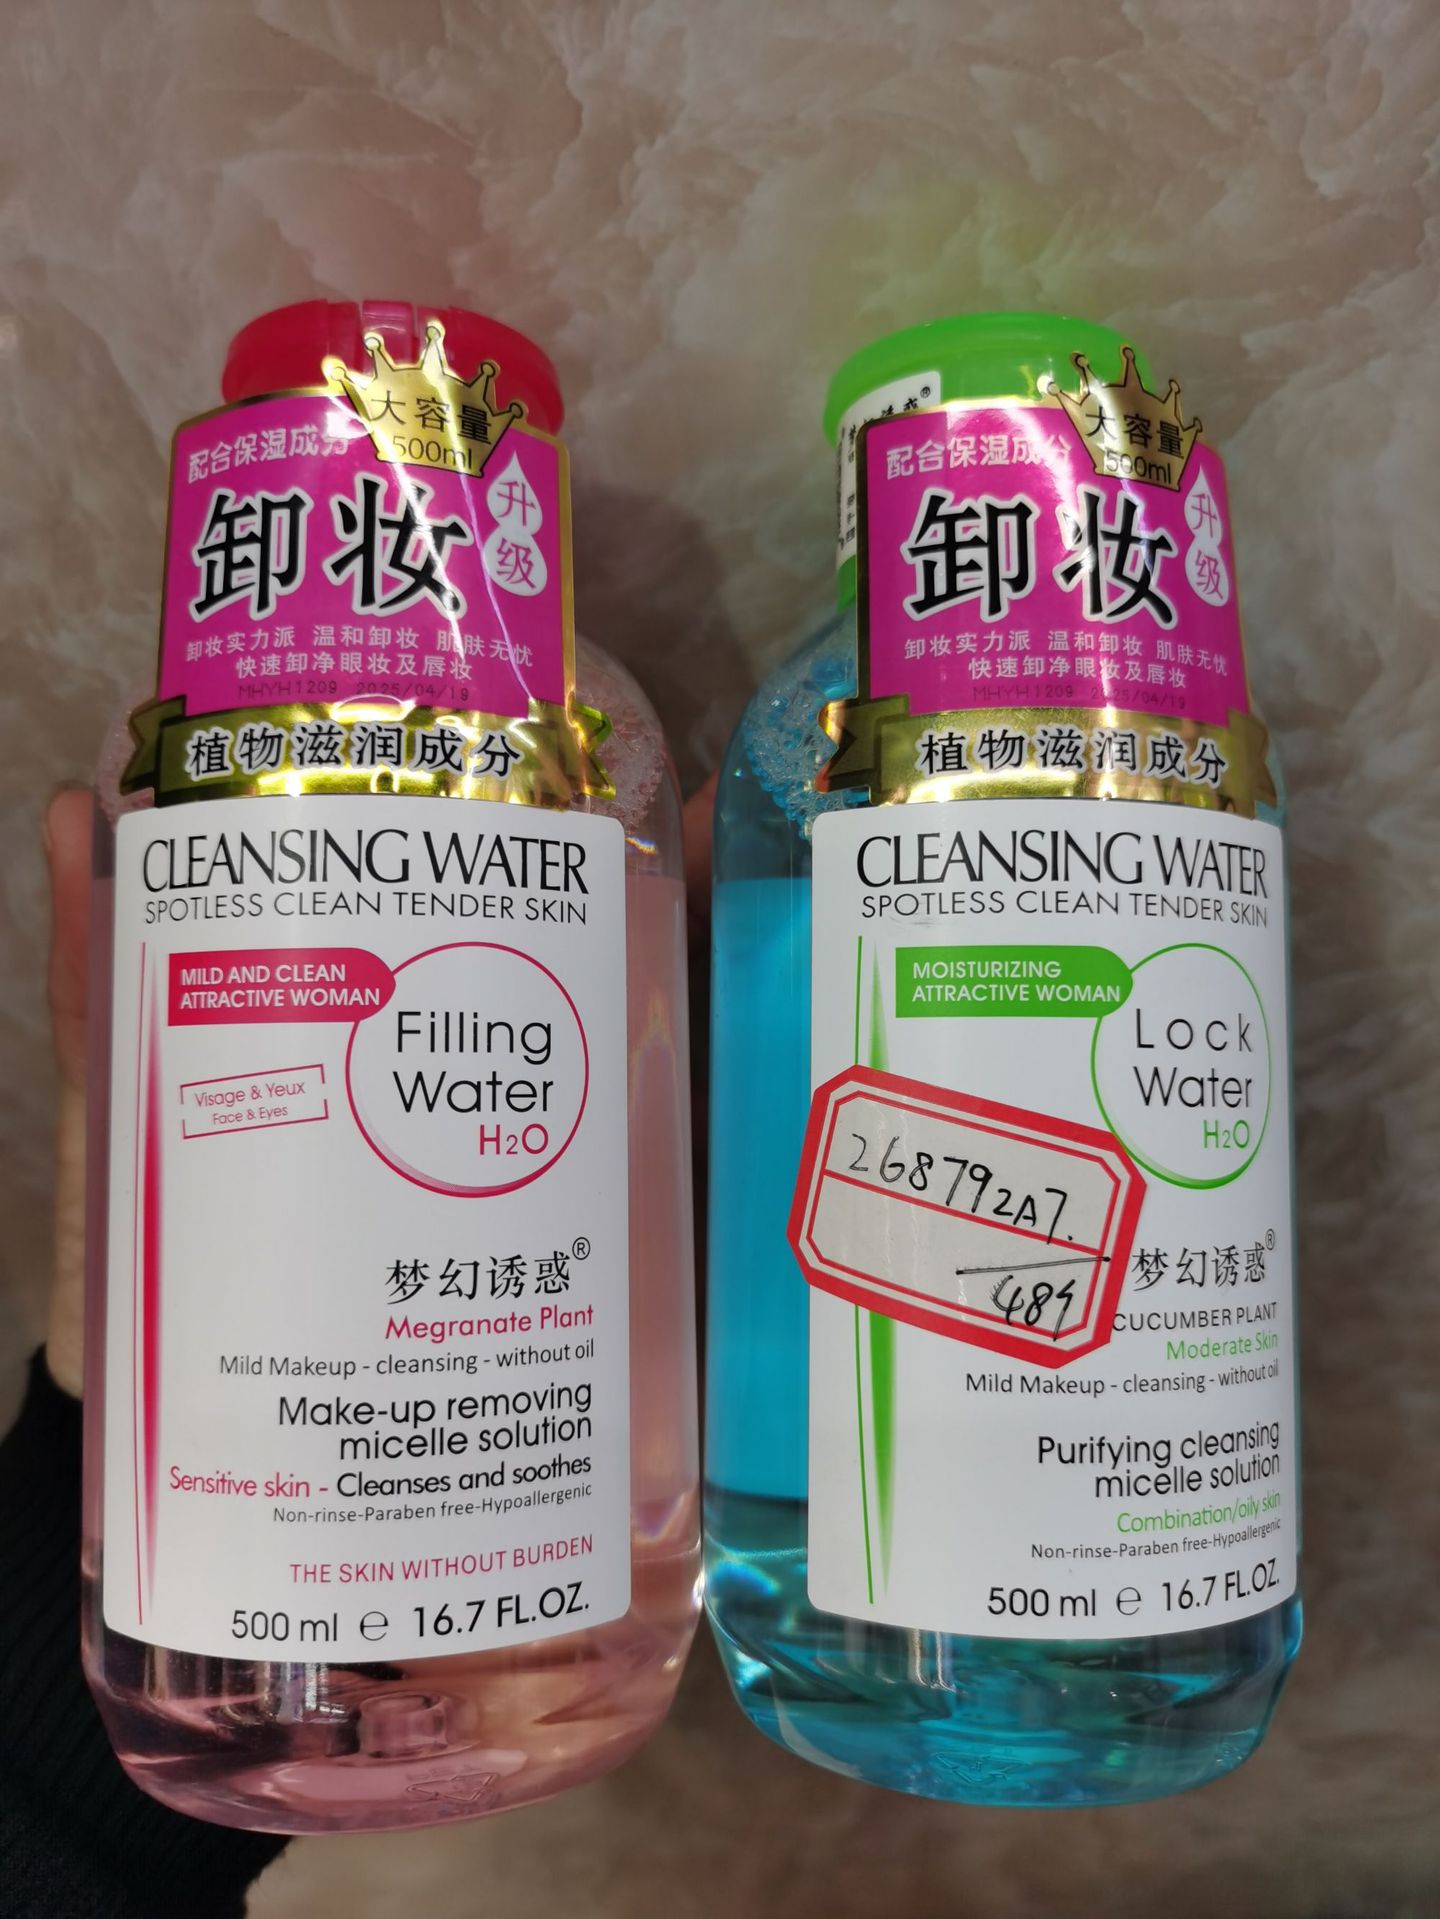 大容量
500ml
配合保湿成分
卸妆
升级
卸妆实力派 温和卸妆 肌肤无忧
快速卸净眼妆及唇妆
MHYH1209 2025/04/19
植物滋润成分
CLEANSING WATER
SPOTLESS CLEAN TENDER SKIN
MILD AND CLEAN
ATTRACTIVE WOMAN
Filling
Water
H2O
Visage & Yeux
Face & Eyes
梦幻诱惑®
Megranate Plant
Mild Makeup - cleansing - without oil
Make-up removing
micelle solution
Sensitive skin - Cleanses and soothes
Non-rinse-Paraben free-Hypoallergenic
THE SKIN WITHOUT BURDEN
500 ml e 16.7 FL.OZ.
大容量
500ml
配合保湿成分
卸妆
升级
卸妆实力派 温和卸妆 肌肤无忧
快速卸净眼妆及唇妆
MHYH1209 2025/04/19
植物滋润成分
CLEANSING WATER
SPOTLESS CLEAN TENDER SKIN
MOISTURIZING
ATTRACTIVE WOMAN
Lock
Water
H2O
268792A7.
梦幻诱惑®
CUCUMBER PLANT
Moderate Skin
Mild Makeup - cleansing - without oil
Purifying cleansing
micelle solution
Combination/oily skin
Non-rinse-Paraben free-Hypoallergenic
500 ml e 16.7 FL.OZ.